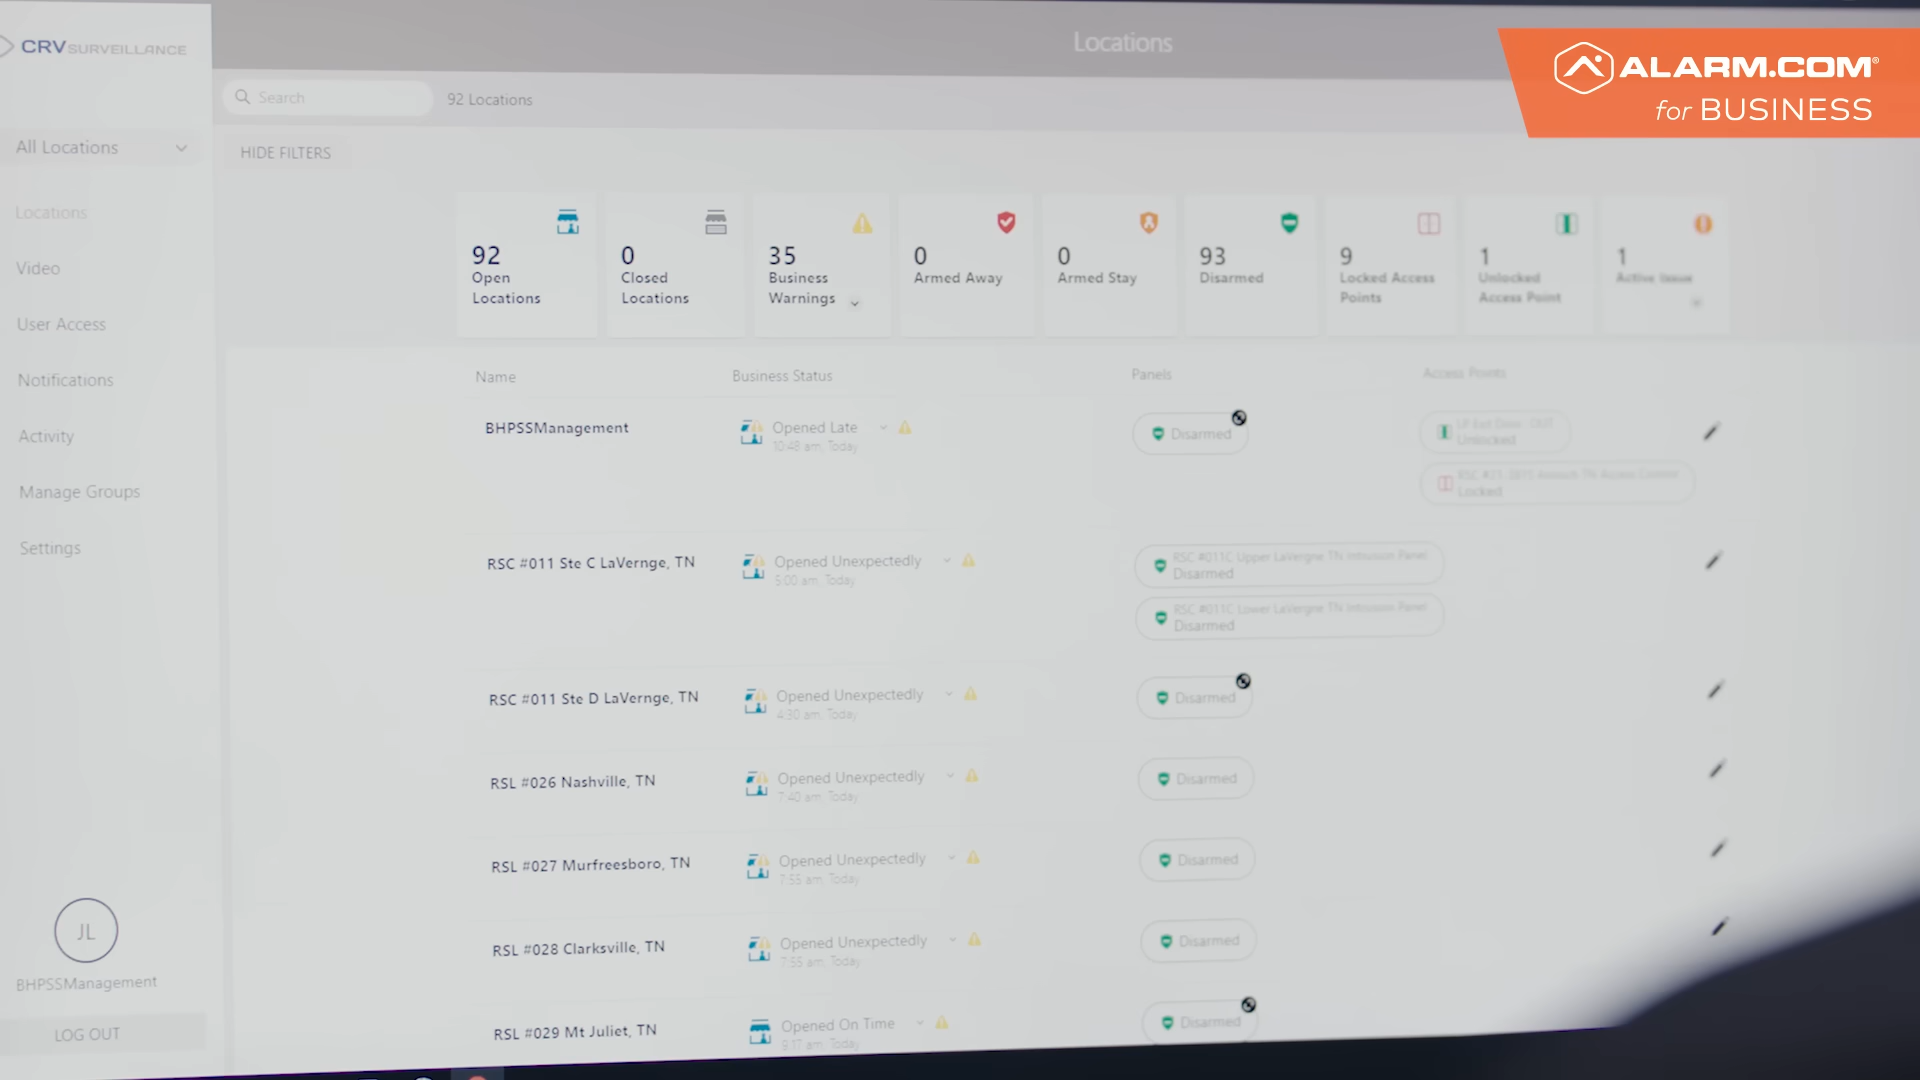 CRV SURVEILLANCE
Locations
ALARM.COM®
for BUSINESS
Search
92 Locations
All Locations
HIDE FILTERS
Locations
Video
User Access
Notifications
Activity
Manage Groups
Settings
JL
BHPSSManagement
LOG OUT
92
Open
Locations
0
Closed
Locations
35
Business
Warnings
0
Armed Away
0
Armed Stay
93
Disarmed
9
Locked Access
Points
1
Unlocked
Access Point
1
Active Issue
Name
Business Status
Panels
Access Points
BHPSSManagement
Opened Late
10:48 am, Today
Disarmed
Unlocked
Locked
RSC #011 Ste C LaVernge, TN
Opened Unexpectedly
5:00 am, Today
RSC #011C Upper LaVergne TN Intrusion Panel
Disarmed
RSC #011C Lower LaVergne TN Intrusion Panel
Disarmed
RSC #011 Ste D LaVernge, TN
Opened Unexpectedly
4:30 am, Today
Disarmed
RSL #026 Nashville, TN
Opened Unexpectedly
7:40 am, Today
Disarmed
RSL #027 Murfreesboro, TN
Opened Unexpectedly
7:55 am, Today
Disarmed
RSL #028 Clarksville, TN
Opened Unexpectedly
7:55 am, Today
Disarmed
RSL #029 Mt Juliet, TN
Opened On Time
9:17 am, Today
Disarmed